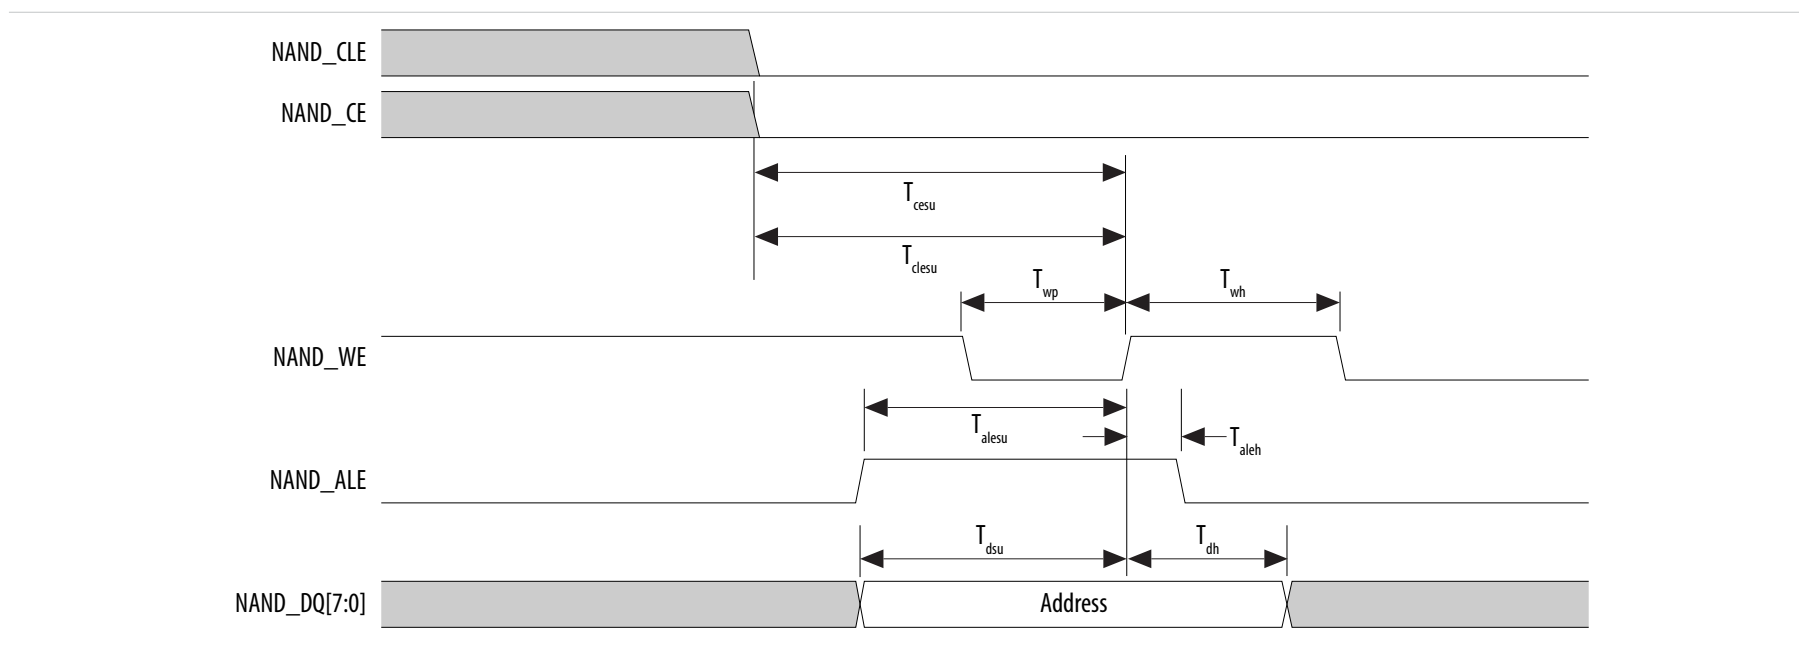 NAND_CLE
NAND_CE
Tcesu
Tclesu
Twp
Twh
NAND_WE
Talesu
Taleh
NAND_ALE
Tdsu
Tdh
NAND_DQ[7:0]
Address